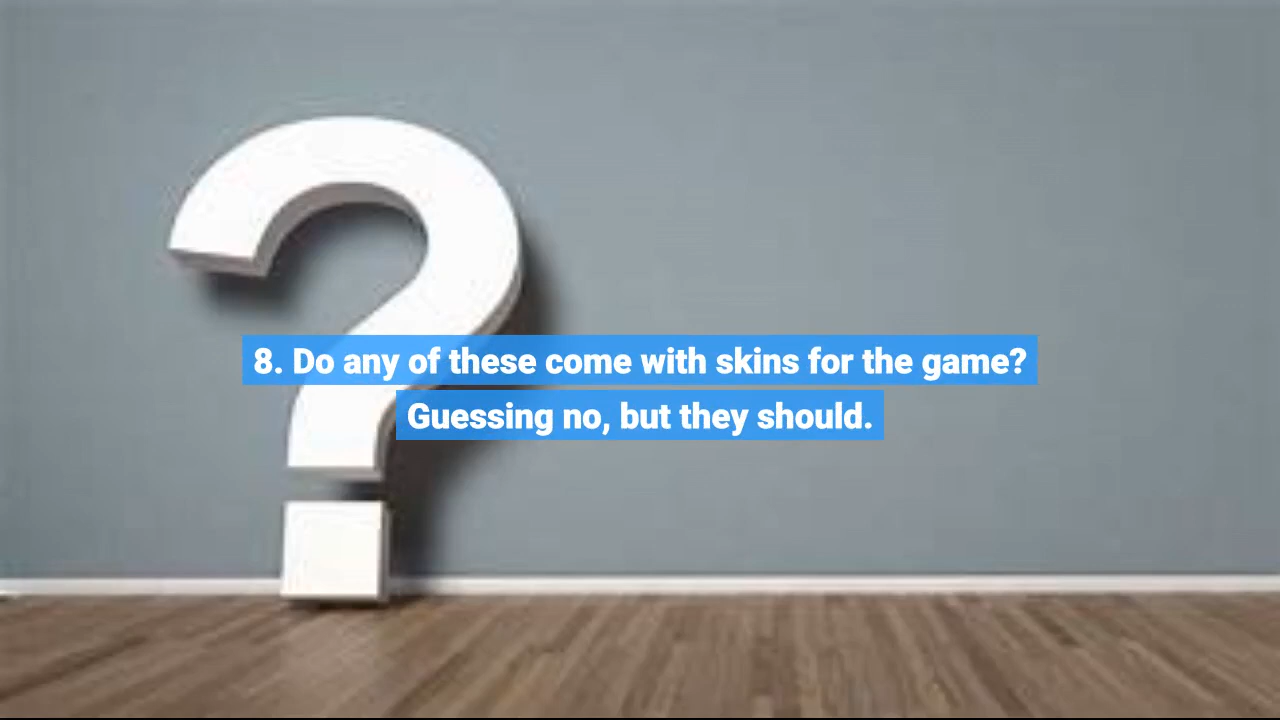 8. Do any of these come with skins for the game?
Guessing no, but they should.